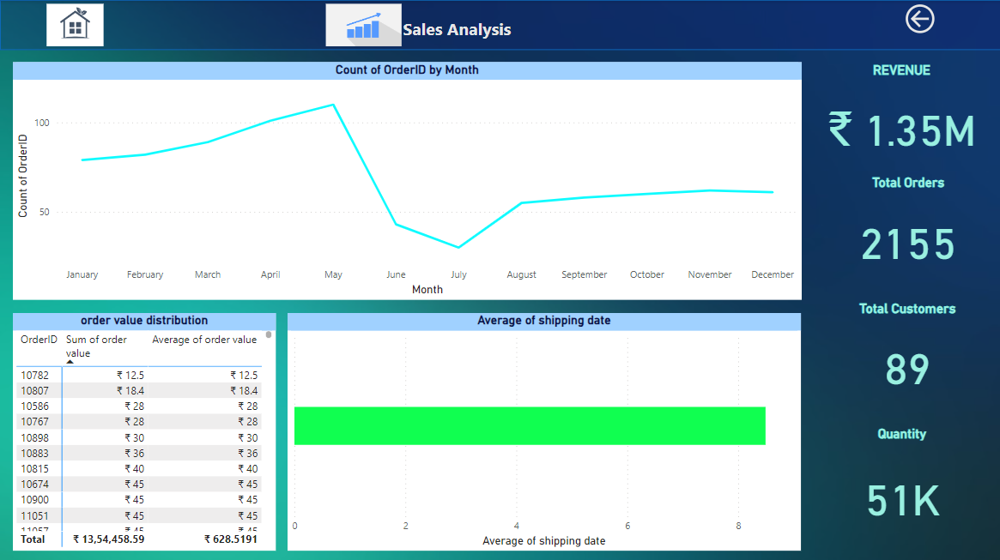 Sales Analysis
Count of OrderID by Month
Count of OrderID
100
50
January February March April May June July August September October November December
Month
REVENUE
₹ 1.35M
Total Orders
2155
Total Customers
89
Quantity
51K
order value distribution
OrderID Sum of order value Average of order value
10782 ₹ 12.5 ₹ 12.5
10807 ₹ 18.4 ₹ 18.4
10586 ₹ 28 ₹ 28
10767 ₹ 28 ₹ 28
10898 ₹ 30 ₹ 30
10883 ₹ 36 ₹ 36
10815 ₹ 40 ₹ 40
10674 ₹ 45 ₹ 45
10900 ₹ 45 ₹ 45
11051 ₹ 45 ₹ 45
11057 ₹ 45 ₹ 45
Total ₹ 13,54,458.59 ₹ 628.5191
Average of shipping date
0 2 4 6 8
Average of shipping date